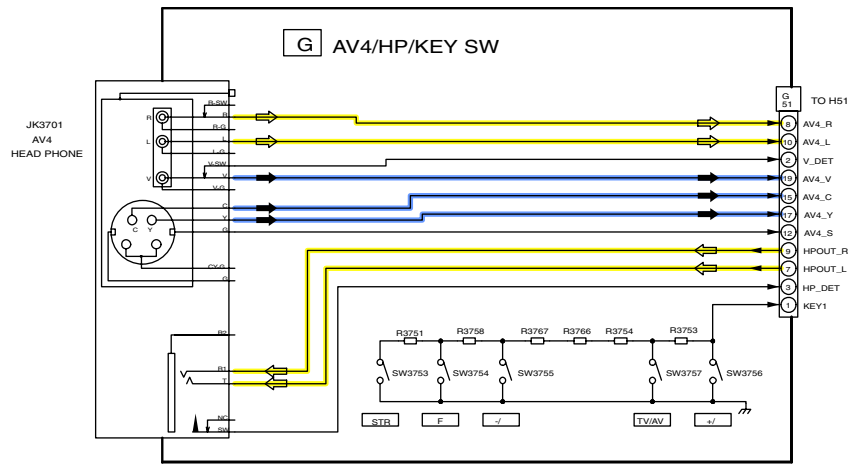 G AV4/HP/KEY SW
JK3701
AV4
HEAD PHONE
G
51
TO H51
R-SW
R
R
R-G
L
L
L-G
V-SW
V
V
V-G
C
Y
C Y
G
CY-G
G
R2
R1
T
NC
SW
8 AV4_R
10 AV4_L
2 V_DET
19 AV4_V
15 AV4_C
17 AV4_Y
12 AV4_S
9 HPOUT_R
7 HPOUT_L
3 HP_DET
1 KEY1
R3751 R3758 R3767 R3766 R3754 R3753
SW3753 SW3754 SW3755 SW3757 SW3756
STR F -/ TV/AV +/